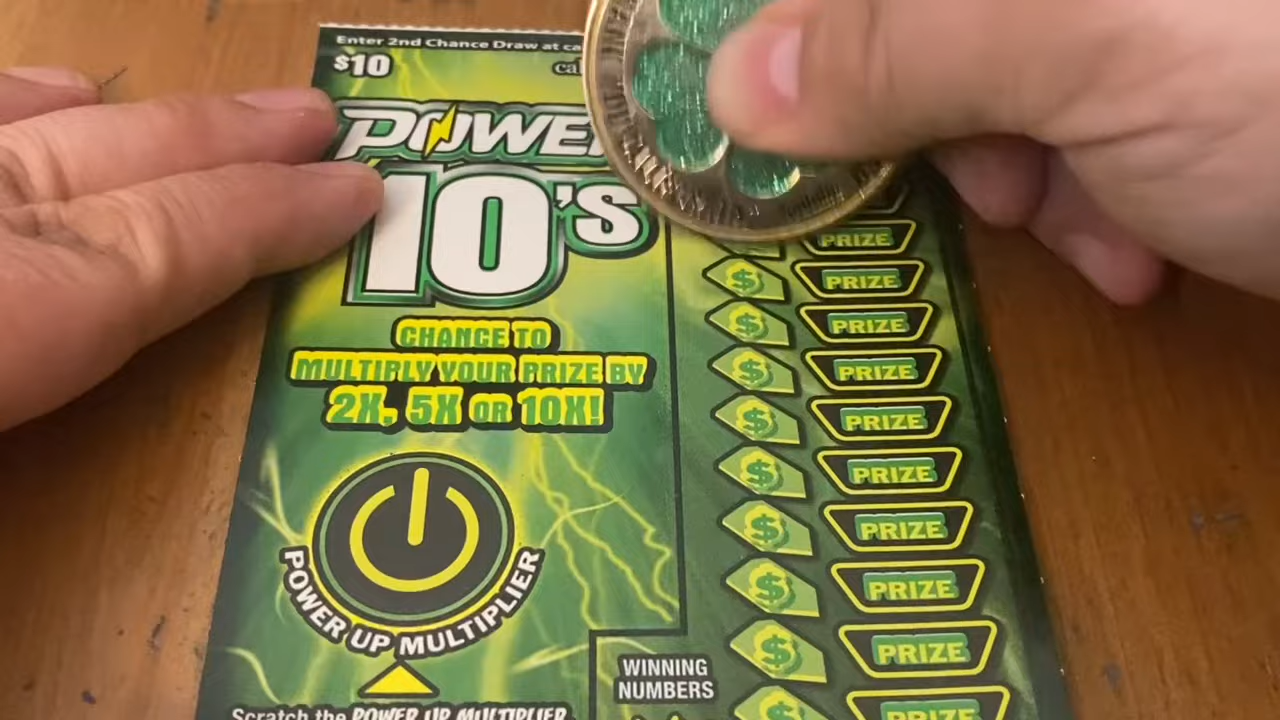 Enter 2nd Chance Draw at
$10
POWER
10'S
CHANCE TO
MULTIPLY YOUR PRIZE BY
2X, 5X OR 10X!
POWER UP MULTIPLIER
Scratch the POWER UP MULTIPLIER
WINNING
NUMBERS
$ PRIZE
$ PRIZE
$ PRIZE
$ PRIZE
$ PRIZE
$ PRIZE
$ PRIZE
$ PRIZE
$ PRIZE
$ PRIZE
PRIZE